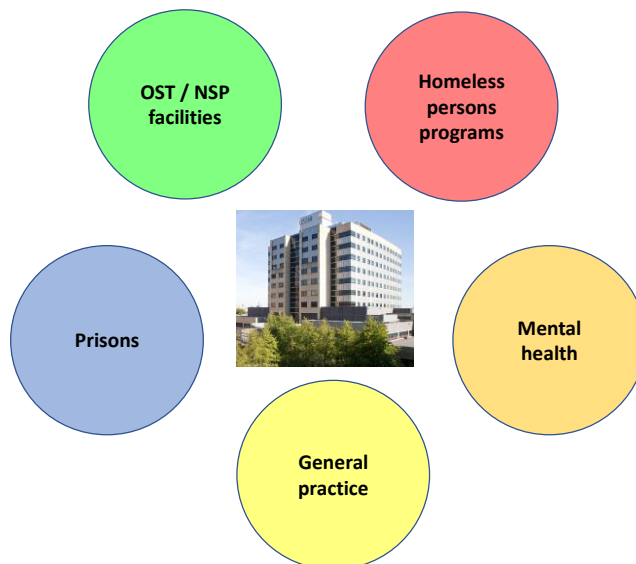 OST / NSP
facilities
Homeless
persons
programs
Prisons
Mental
health
General
practice